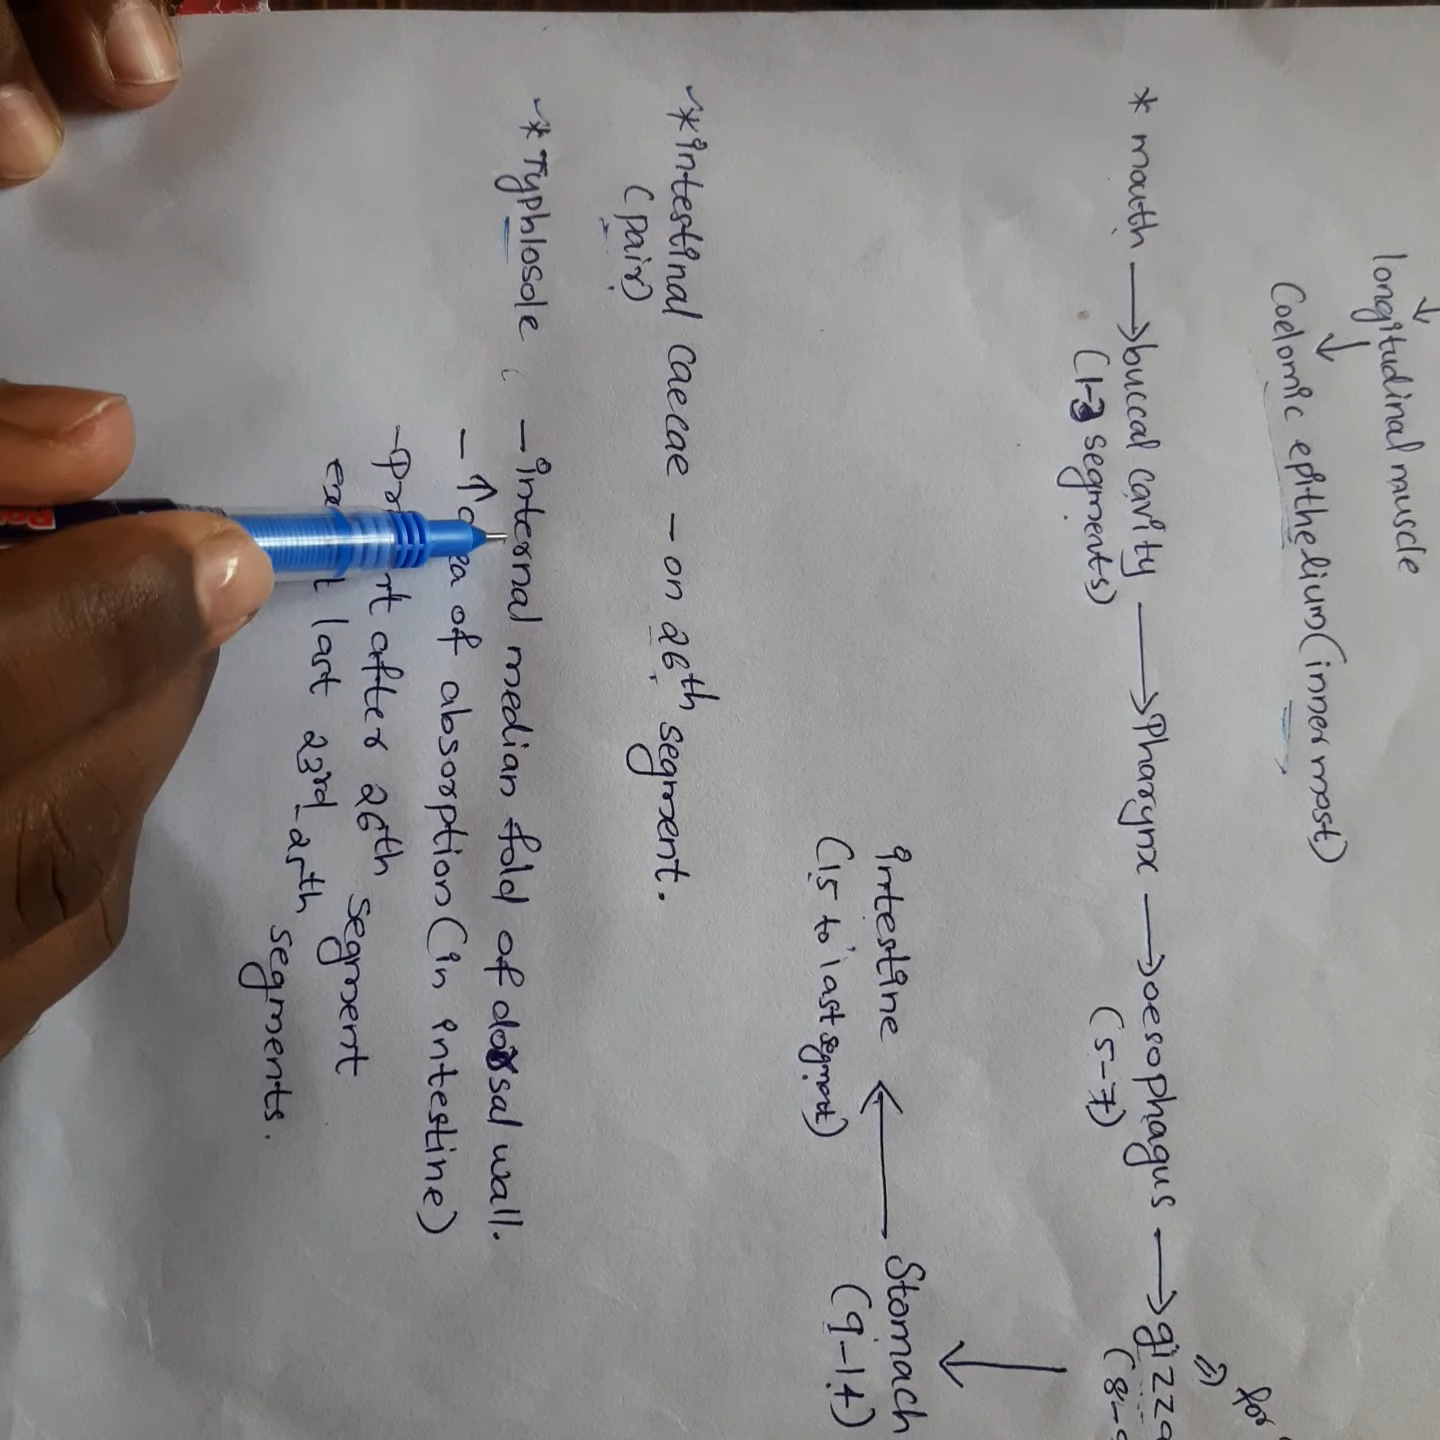 ↓
longitudinal muscle
↓
Coelomic epithelium (inner most)
* mouth → buccal cavity → Pharynx → oesophagus → gizza
(1-3 segments) (5-7) (8-9
for
↓
intestine ← Stomach
(15 to last segment) (9-14)
* intestinal caecae - on 26th segment.
(pair)
* Typhlosole - internal median fold of dorsal wall.
- ↑ of absorption (in intestine)
- after 26th segment
last 23rd-25th segments.